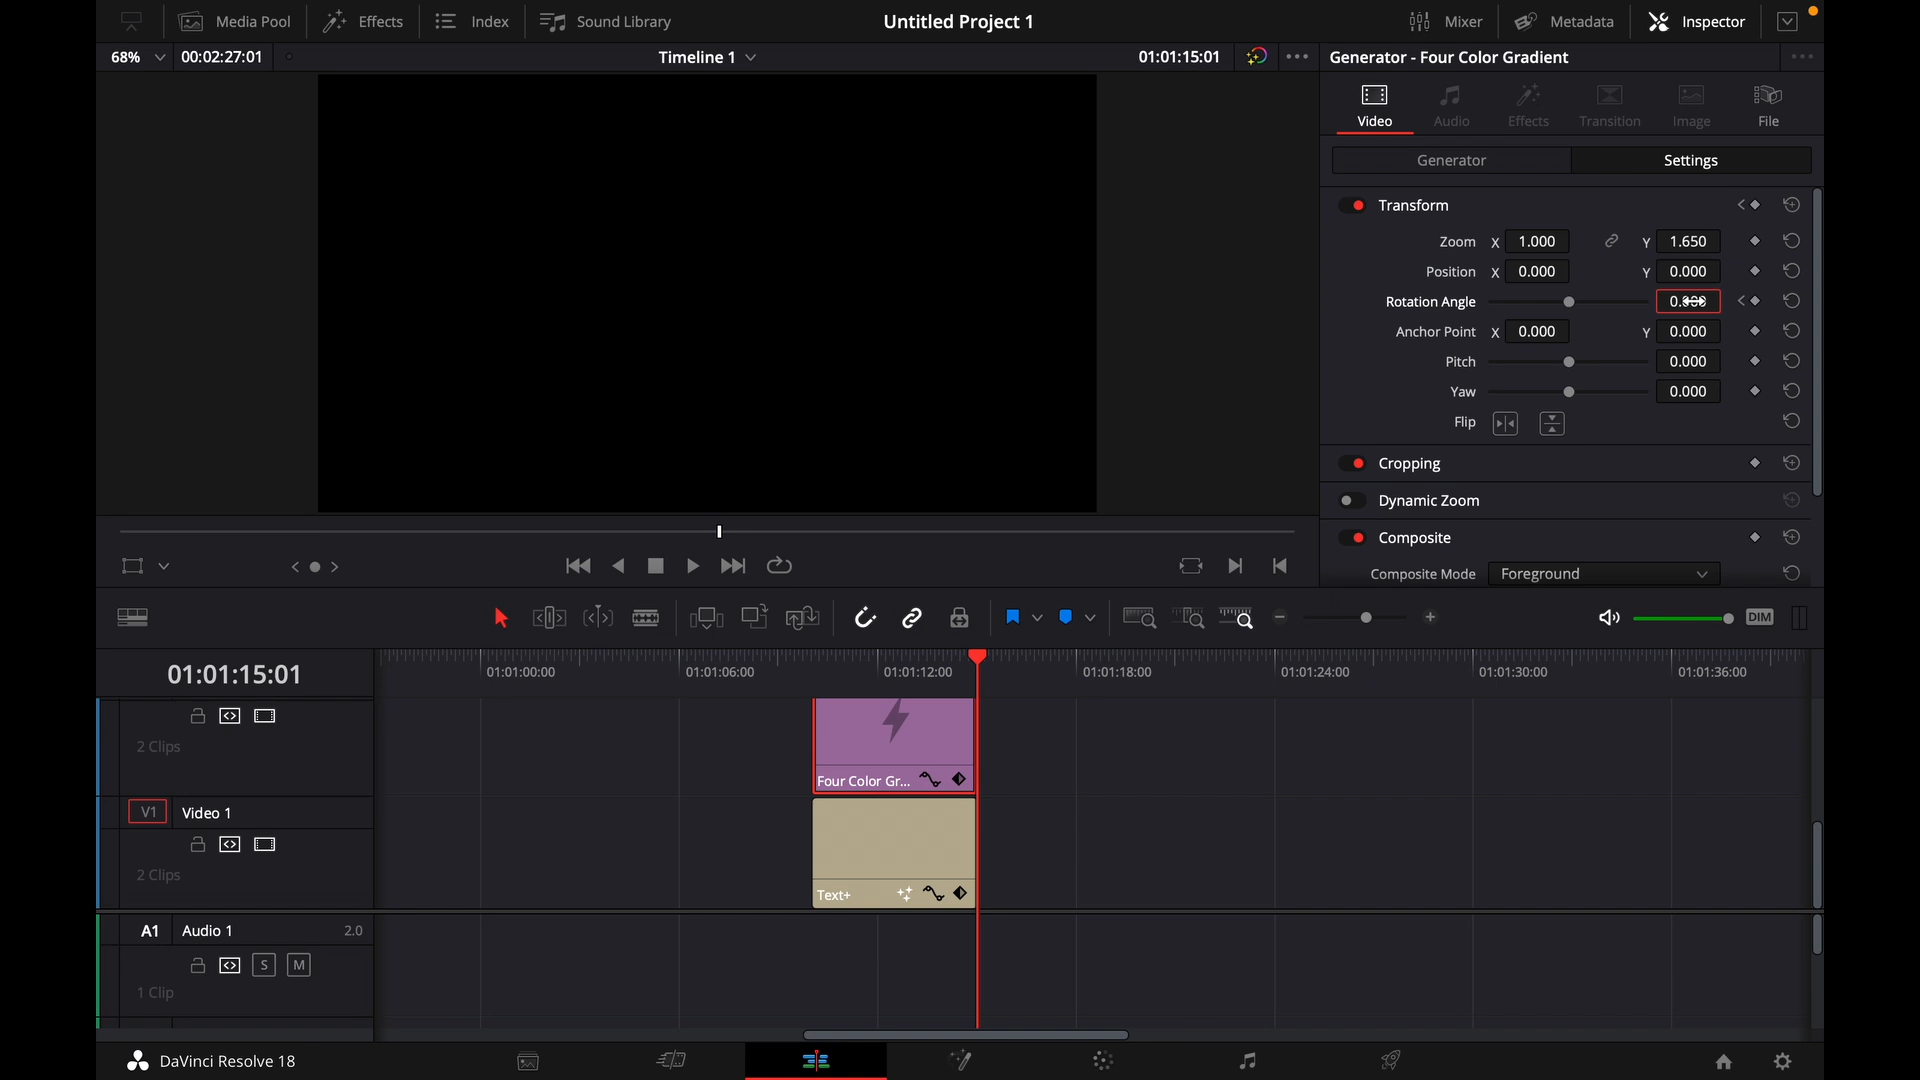 Media Pool Effects Index Sound Library Untitled Project 1 Mixer Metadata Inspector
68% 00:02:27:01 Timeline 1 01:01:15:01 Generator - Four Color Gradient
Video Audio Effects Transition Image File
Generator Settings
Transform
Zoom X 1.000 Y 1.650
Position X 0.000 Y 0.000
Rotation Angle
Anchor Point X 0.000 Y 0.000
Pitch 0.000
Yaw 0.000
Flip
Cropping
Dynamic Zoom
Composite
Composite Mode Foreground
DIM
01:01:15:01 01:01:00:00 01:01:06:00 01:01:12:00 01:01:18:00 01:01:24:00 01:01:30:00 01:01:36:00
2 Clips
Four Color Gr...
V1 Video 1
2 Clips
Text+
A1 Audio 1 2.0
S M
1 Clip
DaVinci Resolve 18